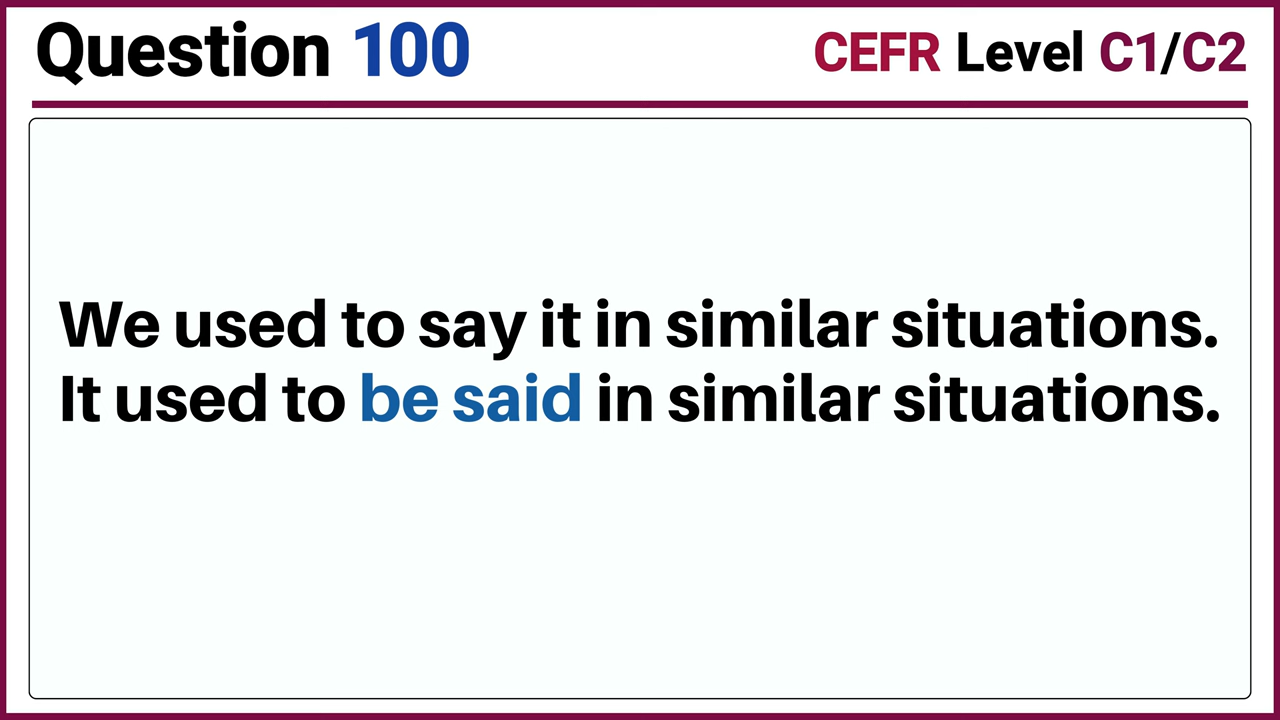 Question 100
CEFR Level C1/C2
We used to say it in similar situations.
It used to be said in similar situations.